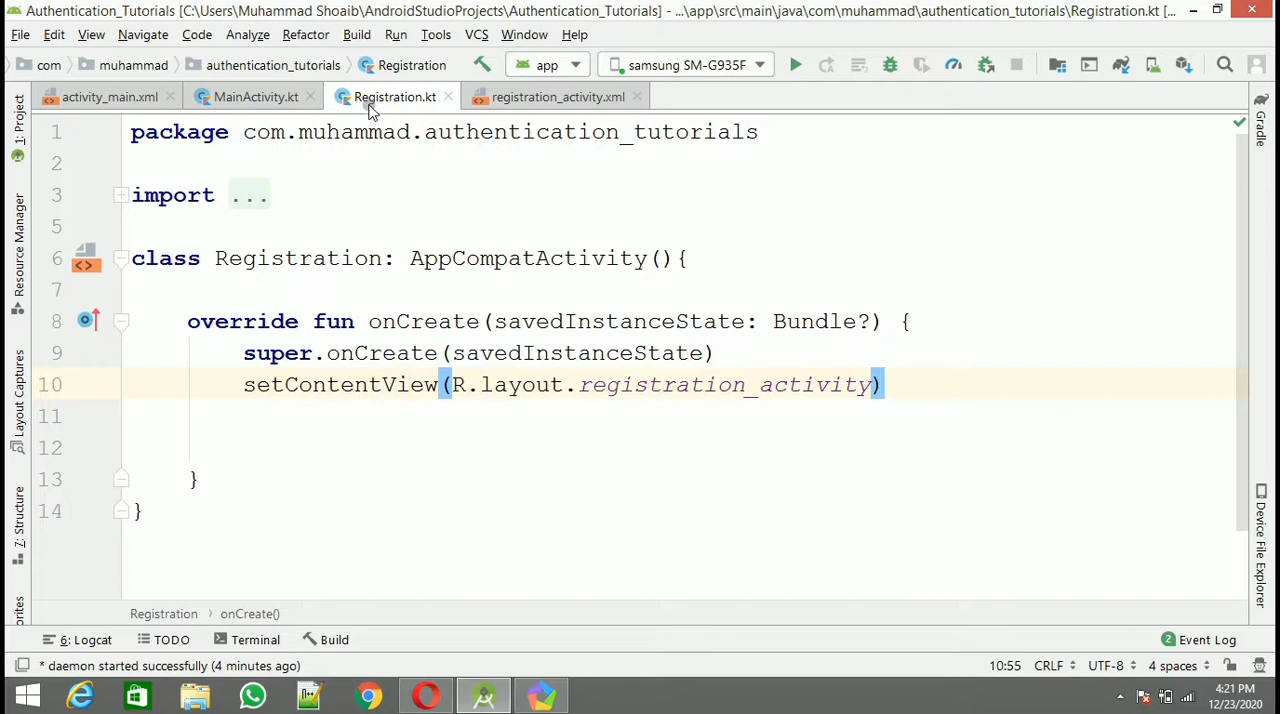 Authentication_Tutorials [C:\Users\Muhammad Shoaib\AndroidStudioProjects\Authentication_Tutorials] - ...\app\src\main\java\com\muhammad\authentication_tutorials\Registration.kt [...
File Edit View Navigate Code Analyze Refactor Build Run Tools VCS Window Help
com muhammad authentication_tutorials Registration app samsung SM-G935F
activity_main.xml MainActivity.kt Registration.kt registration_activity.xml
1: Project
Resource Manager
Layout Captures
7: Structure
orites
1 package com.muhammad.authentication_tutorials
2
3 import ...
5
6 class Registration: AppCompatActivity(){
7
8 override fun onCreate(savedInstanceState: Bundle?) {
9 super.onCreate(savedInstanceState)
10 setContentView(R.layout.registration_activity)
11
12
13 }
14 }
Gradle
Device File Explorer
Registration onCreate()
6: Logcat TODO Terminal Build 2 Event Log
* daemon started successfully (4 minutes ago) 10:55 CRLF UTF-8 4 spaces
4:21 PM
12/23/2020